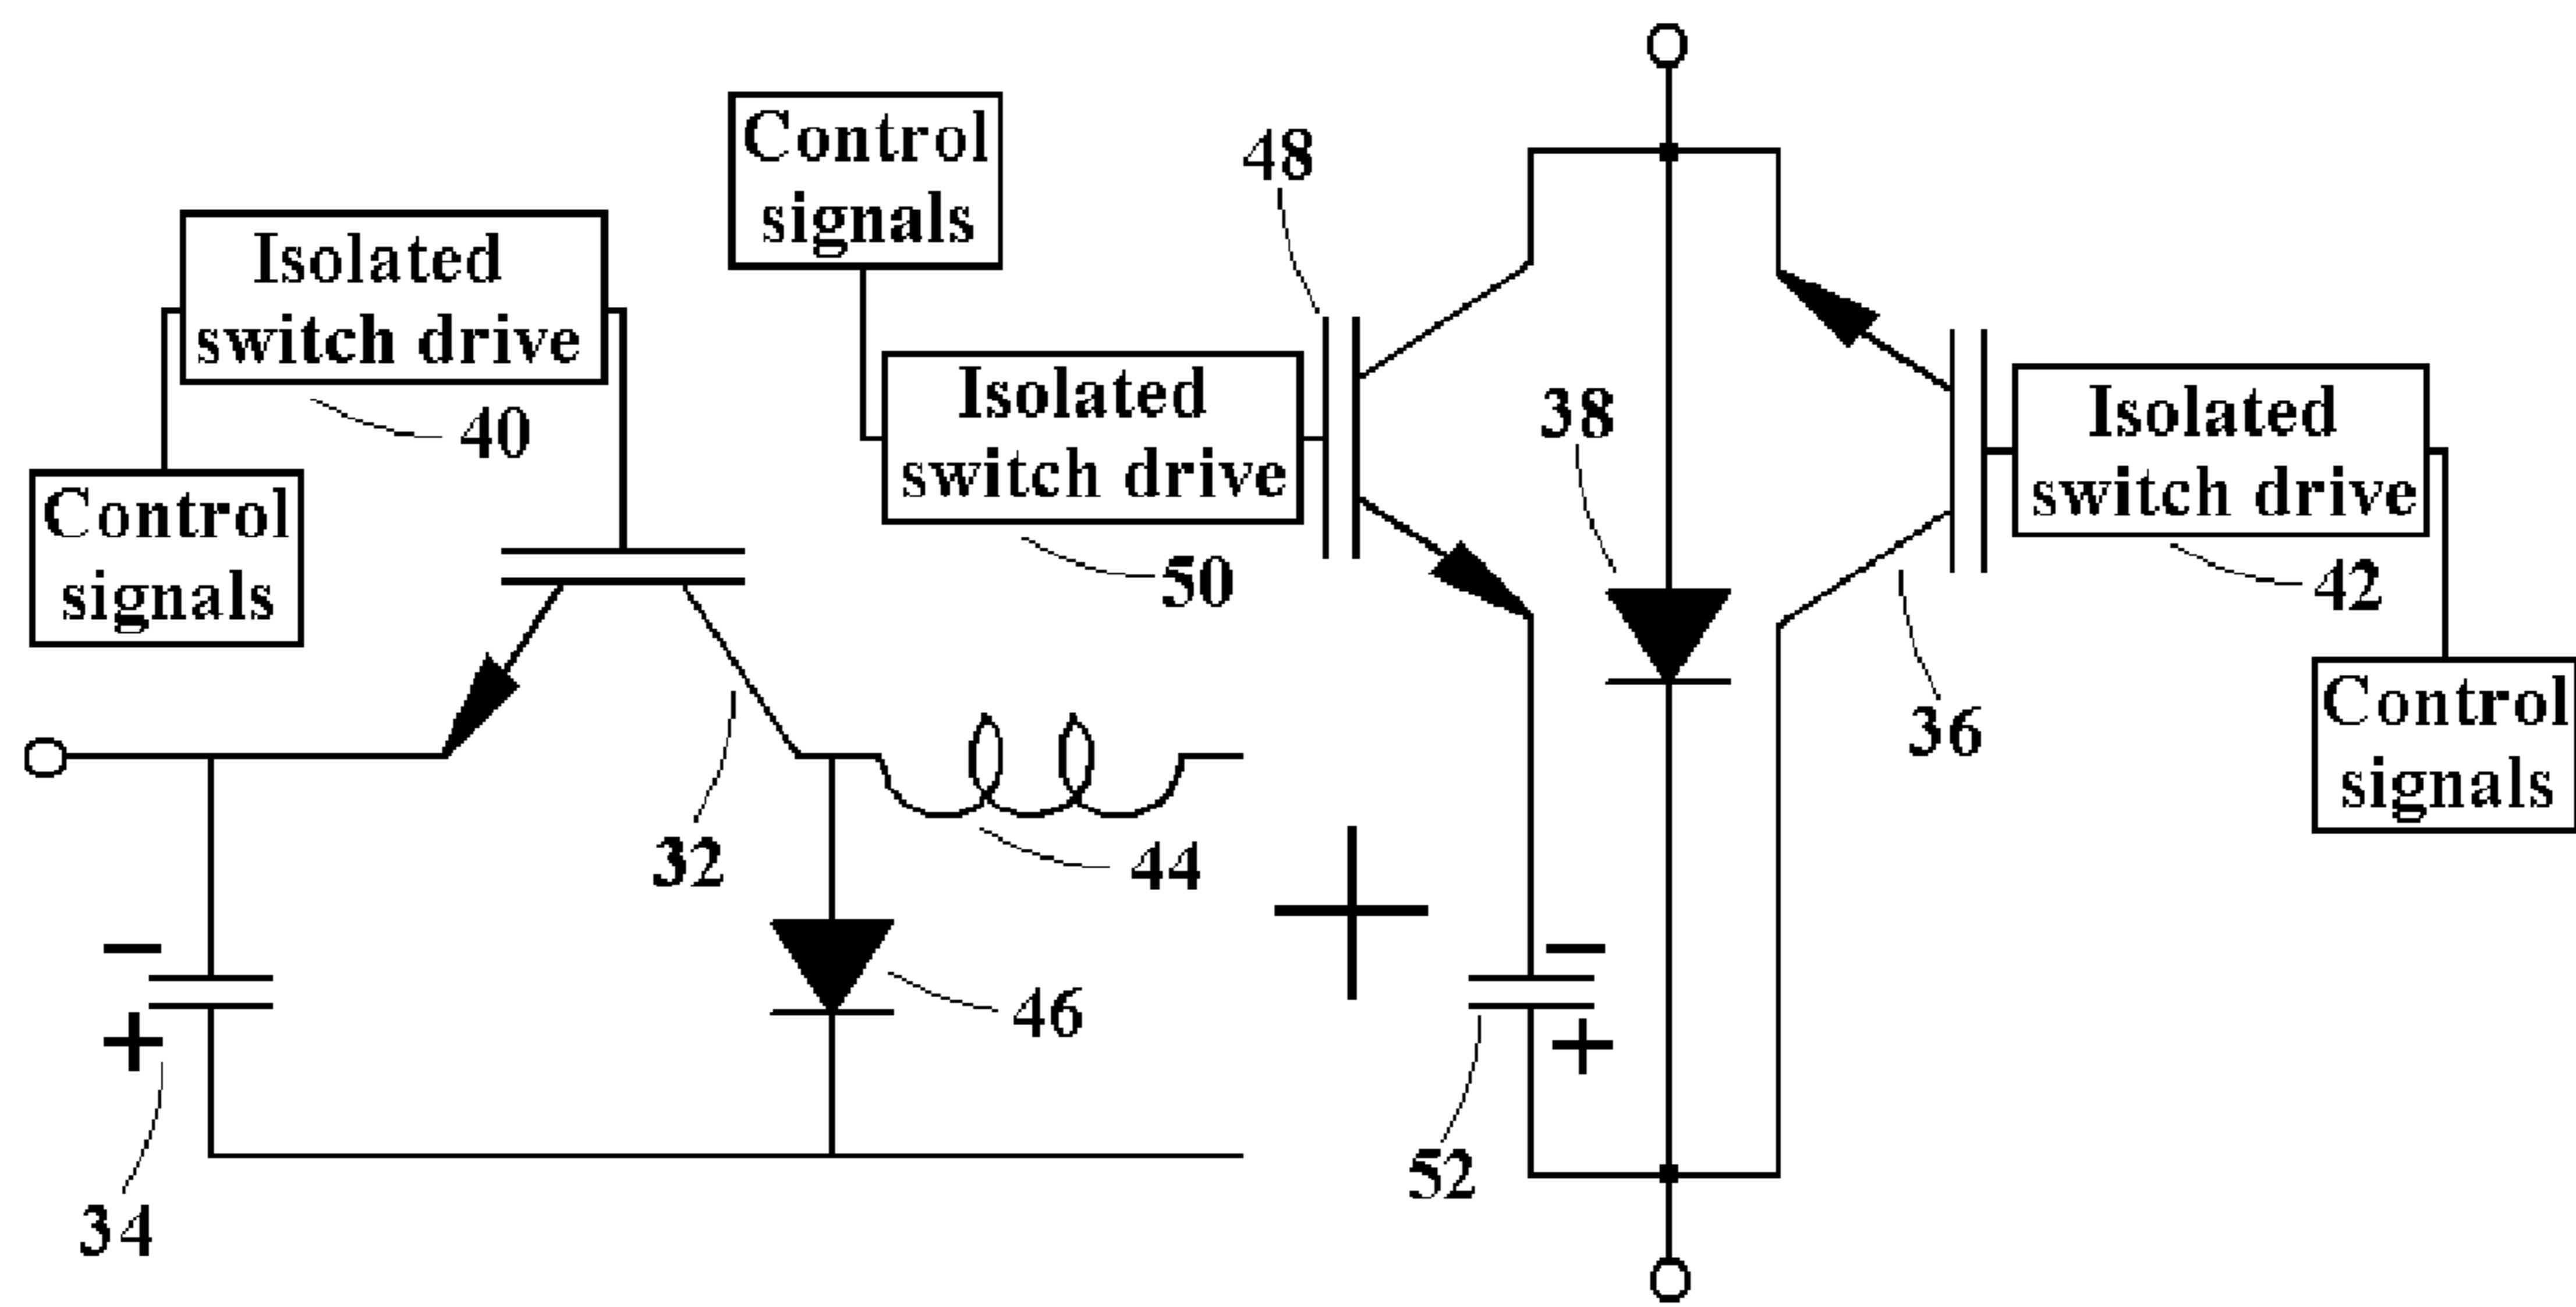 Control
signals
48
Isolated
switch drive
40
Control
signals
Isolated
switch drive
50
38
Isolated
switch drive
42
36
Control
signals
32
44
−
+
34
46
+
−
+
52